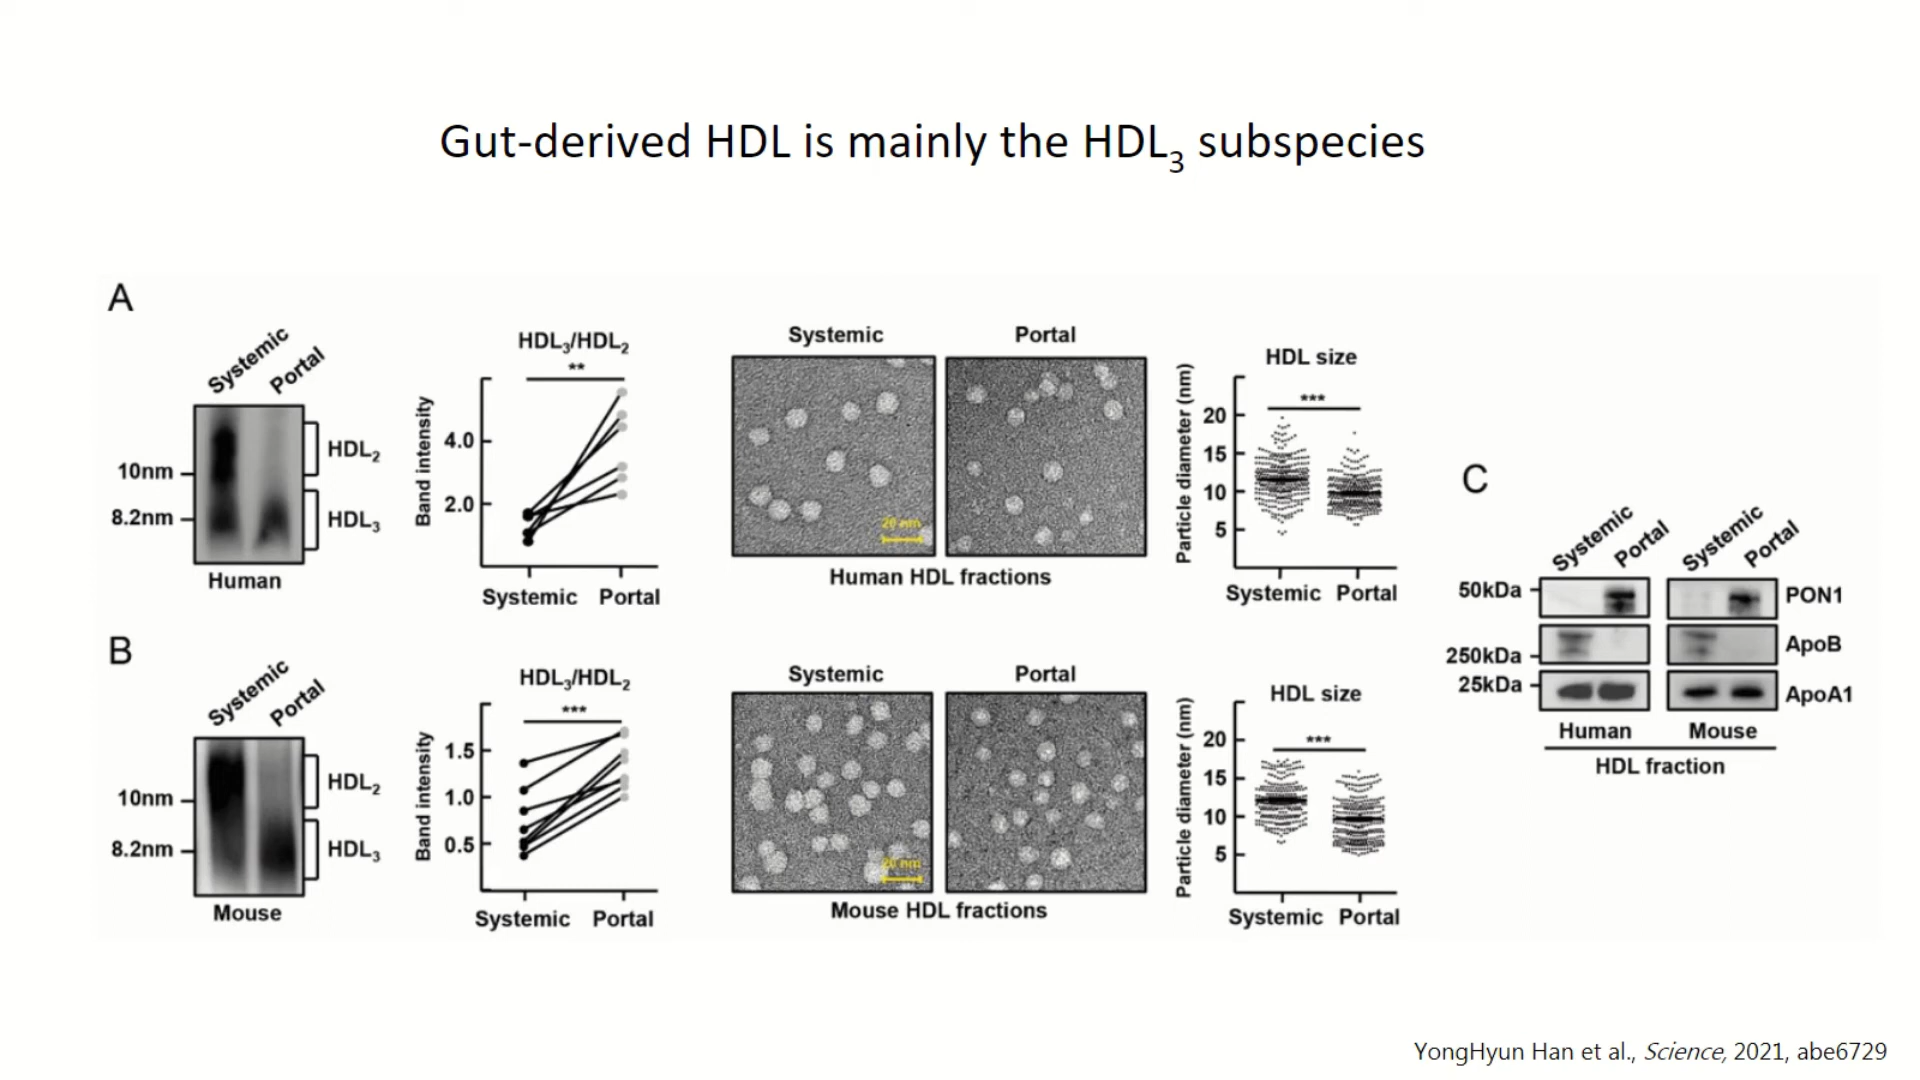 Gut-derived HDL is mainly the HDL₃ subspecies
A
Systemic
Portal
10nm
8.2nm
HDL₂
HDL₃
Human
HDL₃/HDL₂
**
Band intensity
4.0
2.0
Systemic Portal
Systemic
Portal
20 nm
Human HDL fractions
HDL size
***
Particle diameter (nm)
20
15
10
5
Systemic Portal
B
Systemic
Portal
10nm
8.2nm
HDL₂
HDL₃
Mouse
HDL₃/HDL₂
***
Band intensity
1.5
1.0
0.5
Systemic Portal
Systemic
Portal
20 nm
Mouse HDL fractions
HDL size
***
Particle diameter (nm)
20
15
10
5
Systemic Portal
C
Systemic
Portal
Systemic
Portal
50kDa
PON1
250kDa
ApoB
25kDa
ApoA1
Human
Mouse
HDL fraction
YongHyun Han et al., Science, 2021, abe6729